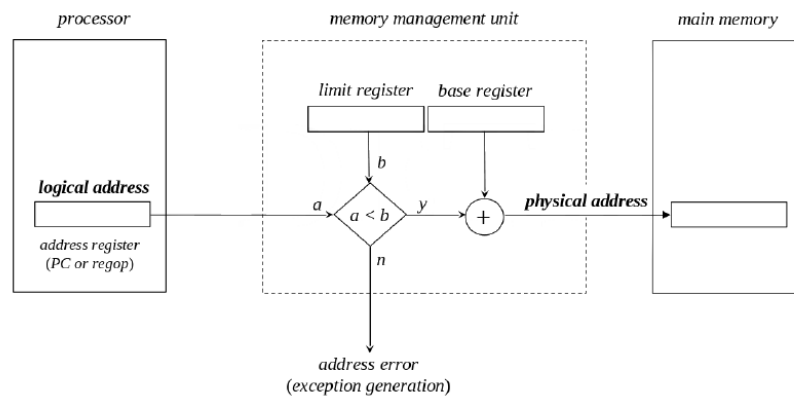 processor
memory management unit
main memory
limit register
base register
b
logical address
a
a < b
y
+
physical address
address register
(PC or regop)
n
address error
(exception generation)